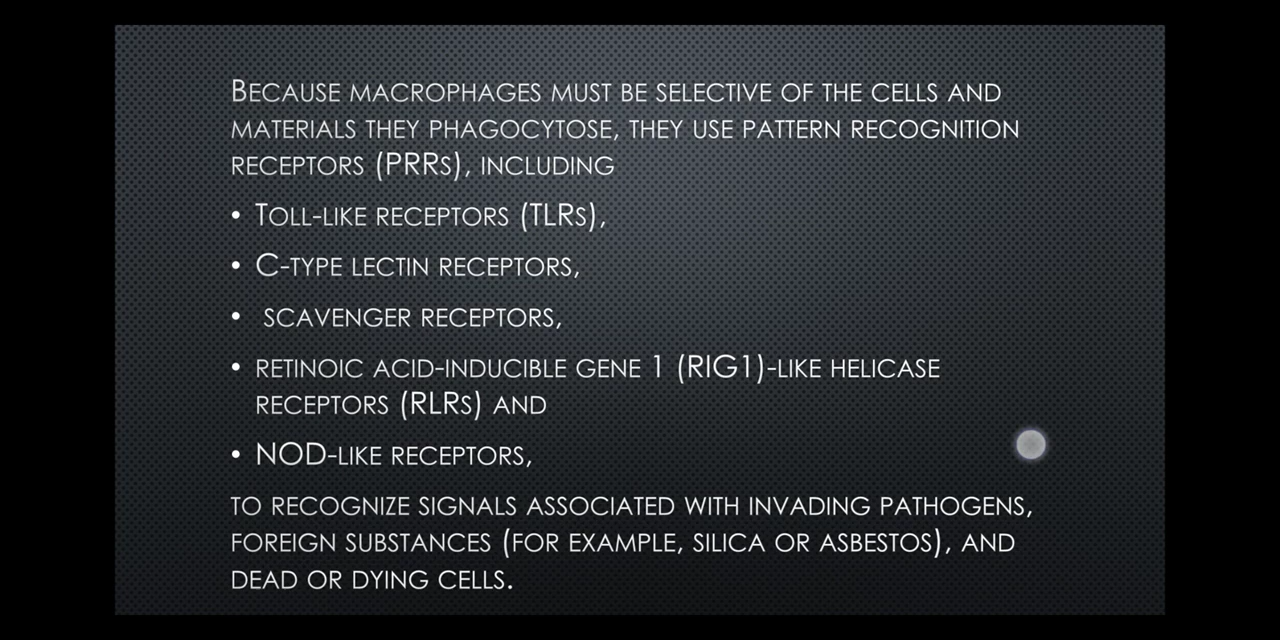 Because macrophages must be selective of the cells and
materials they phagocytose, they use pattern recognition
receptors (PRRs), including
• Toll-like receptors (TLRs),
• C-type lectin receptors,
• scavenger receptors,
• retinoic acid-inducible gene 1 (RIG1)-like helicase
receptors (RLRs) and
• NOD-like receptors,
to recognize signals associated with invading pathogens,
foreign substances (for example, silica or asbestos), and
dead or dying cells.